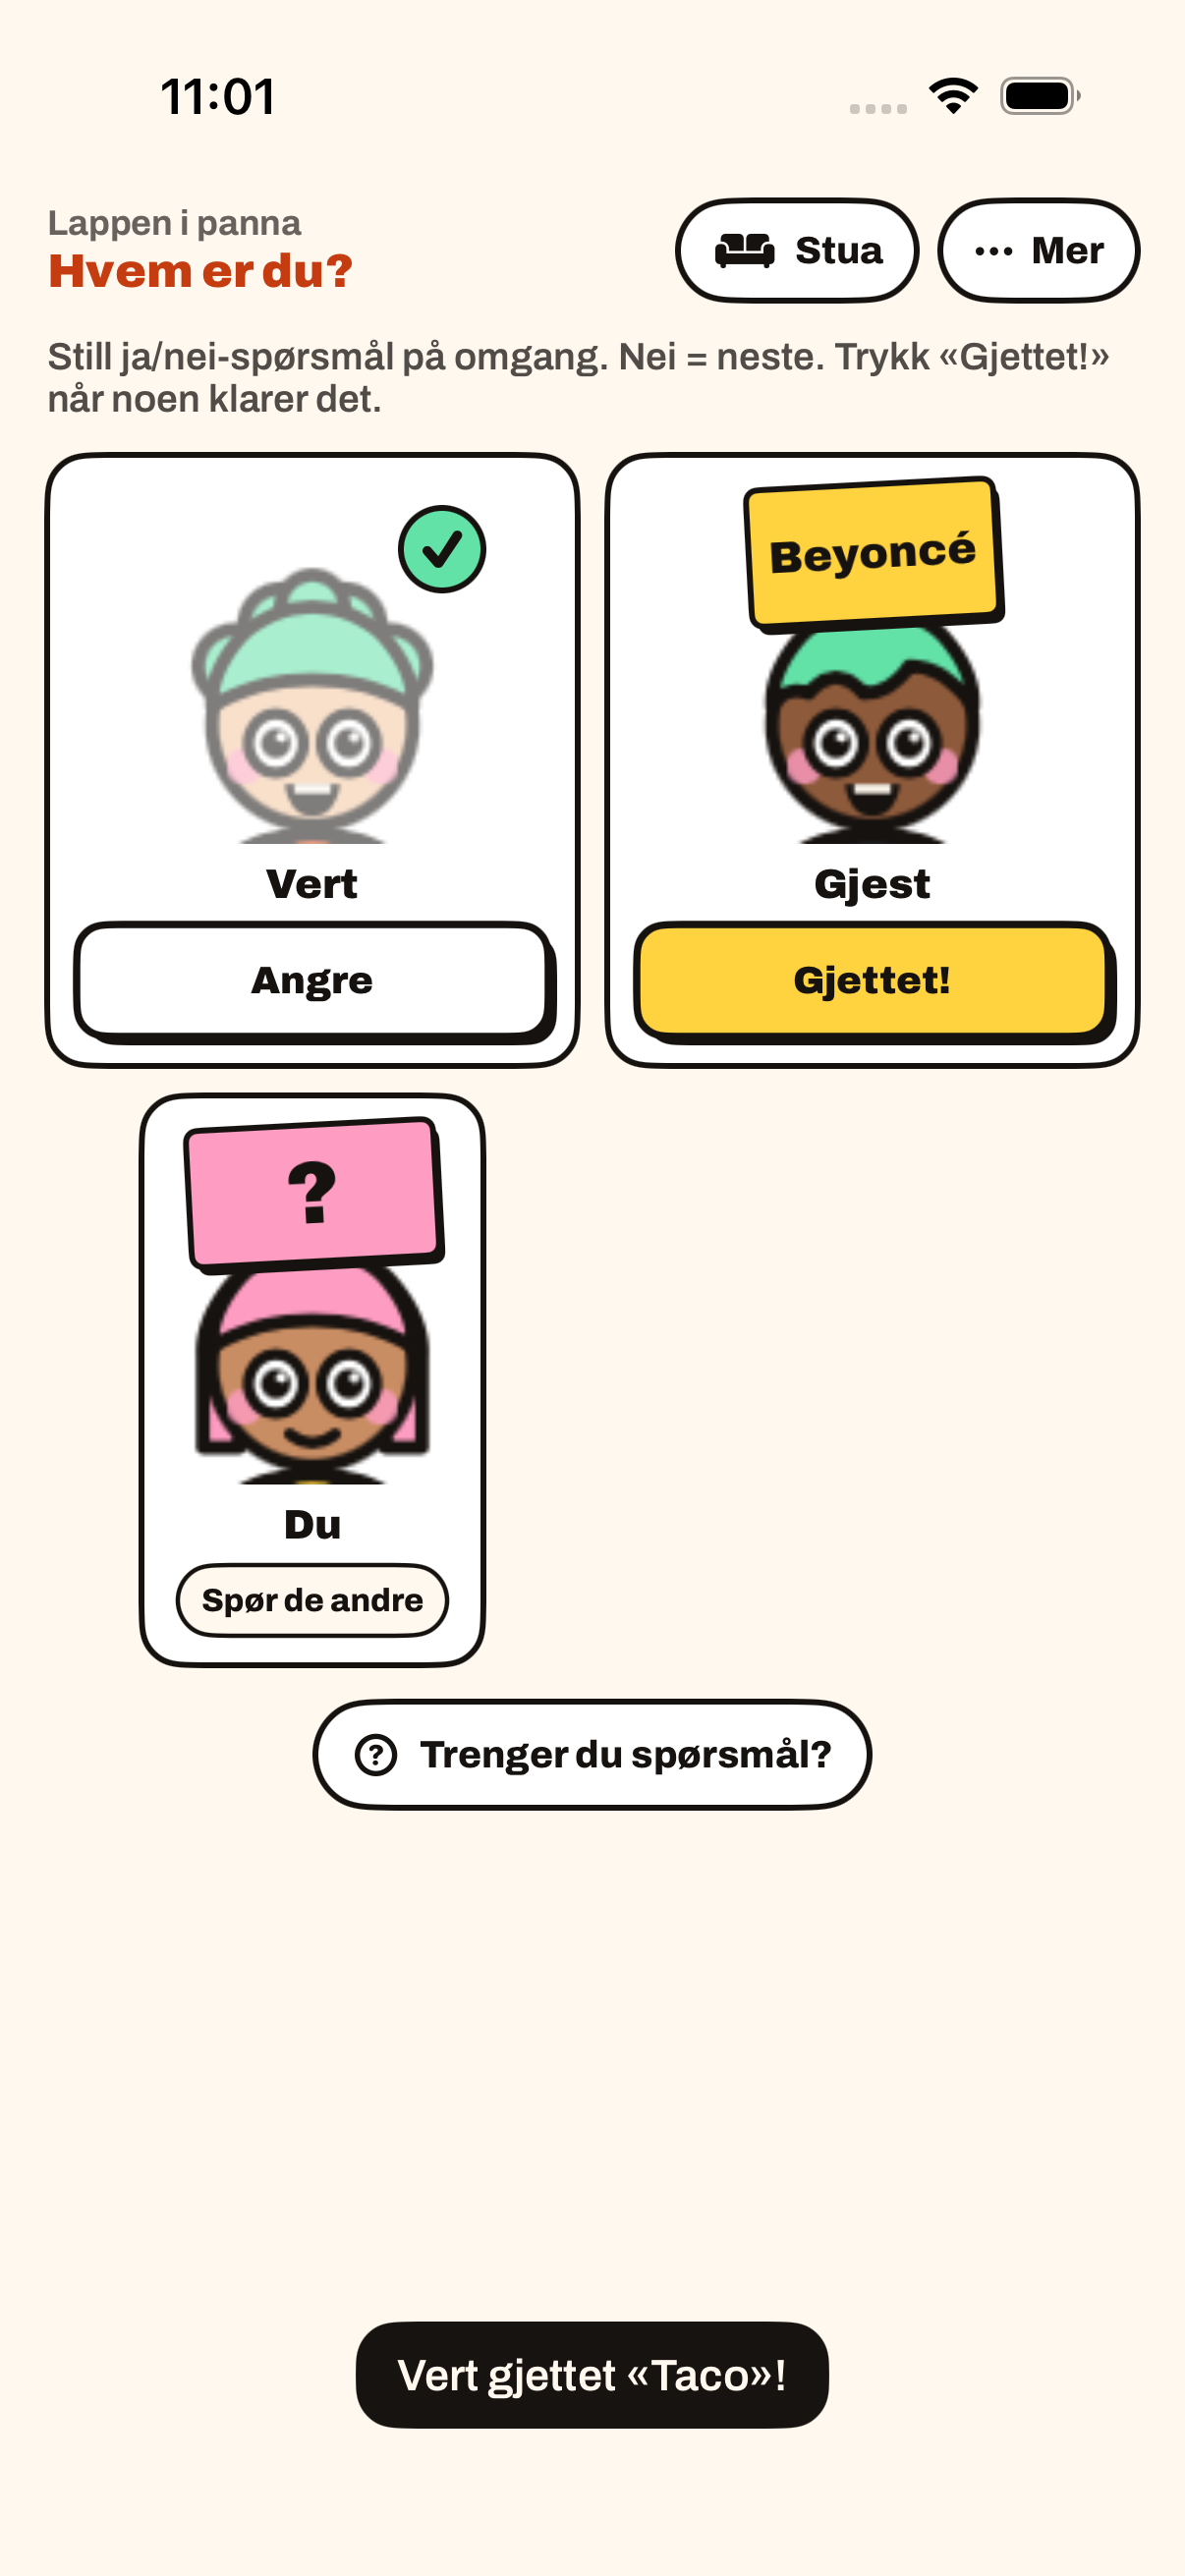 11:01
Lappen i panna
Hvem er du?
Stua
Mer
Still ja/nei-spørsmål på omgang. Nei = neste. Trykk «Gjettet!»
når noen klarer det.
Beyoncé
Vert
Gjest
Angre
Gjettet!
?
Du
Spør de andre
? Trenger du spørsmål?
Vert gjettet «Taco»!